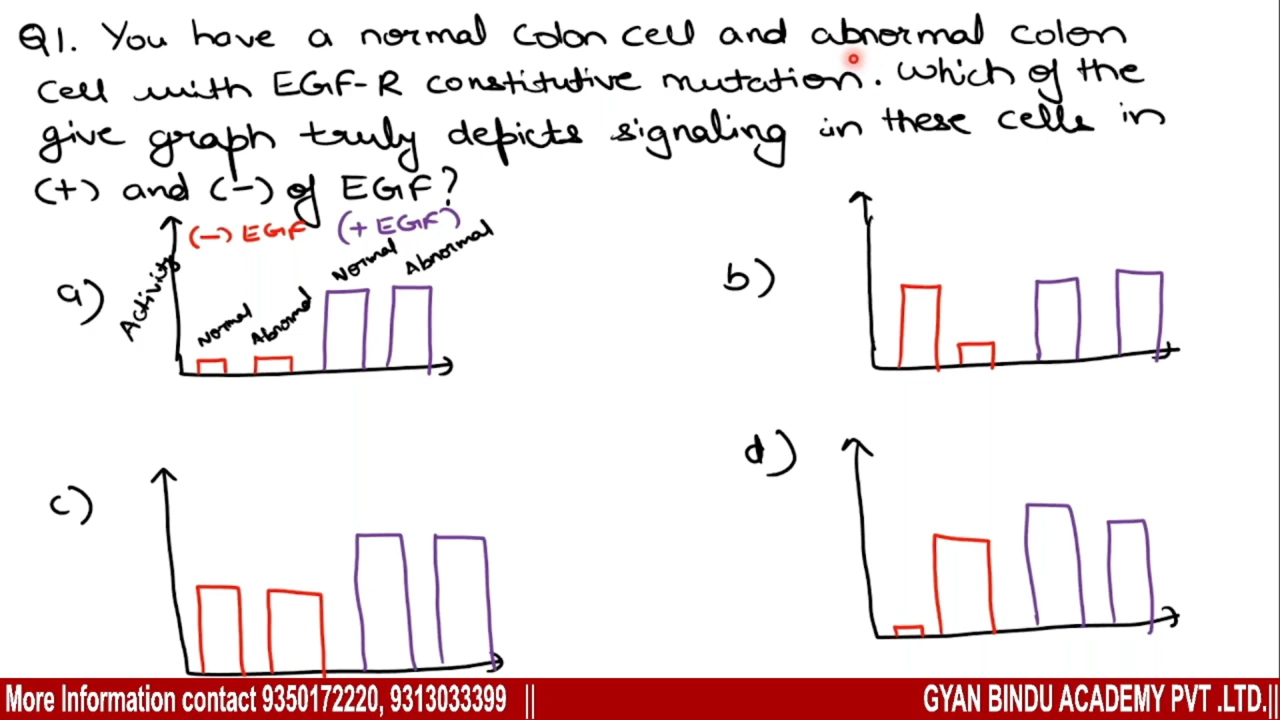 Q1. You have a normal colon cell and abnormal colon
cell with EGF-R constitutive mutation. Which of the
give graph truly depicts signaling in these cells in
(+) and (-) of EGF?
a)
(-) EGF
(+ EGF)
Activity
Normal
Abnormal
Normal
Abnormal
b)
c)
d)
More Information contact 9350172220, 9313033399 || GYAN BINDU ACADEMY PVT .LTD.||